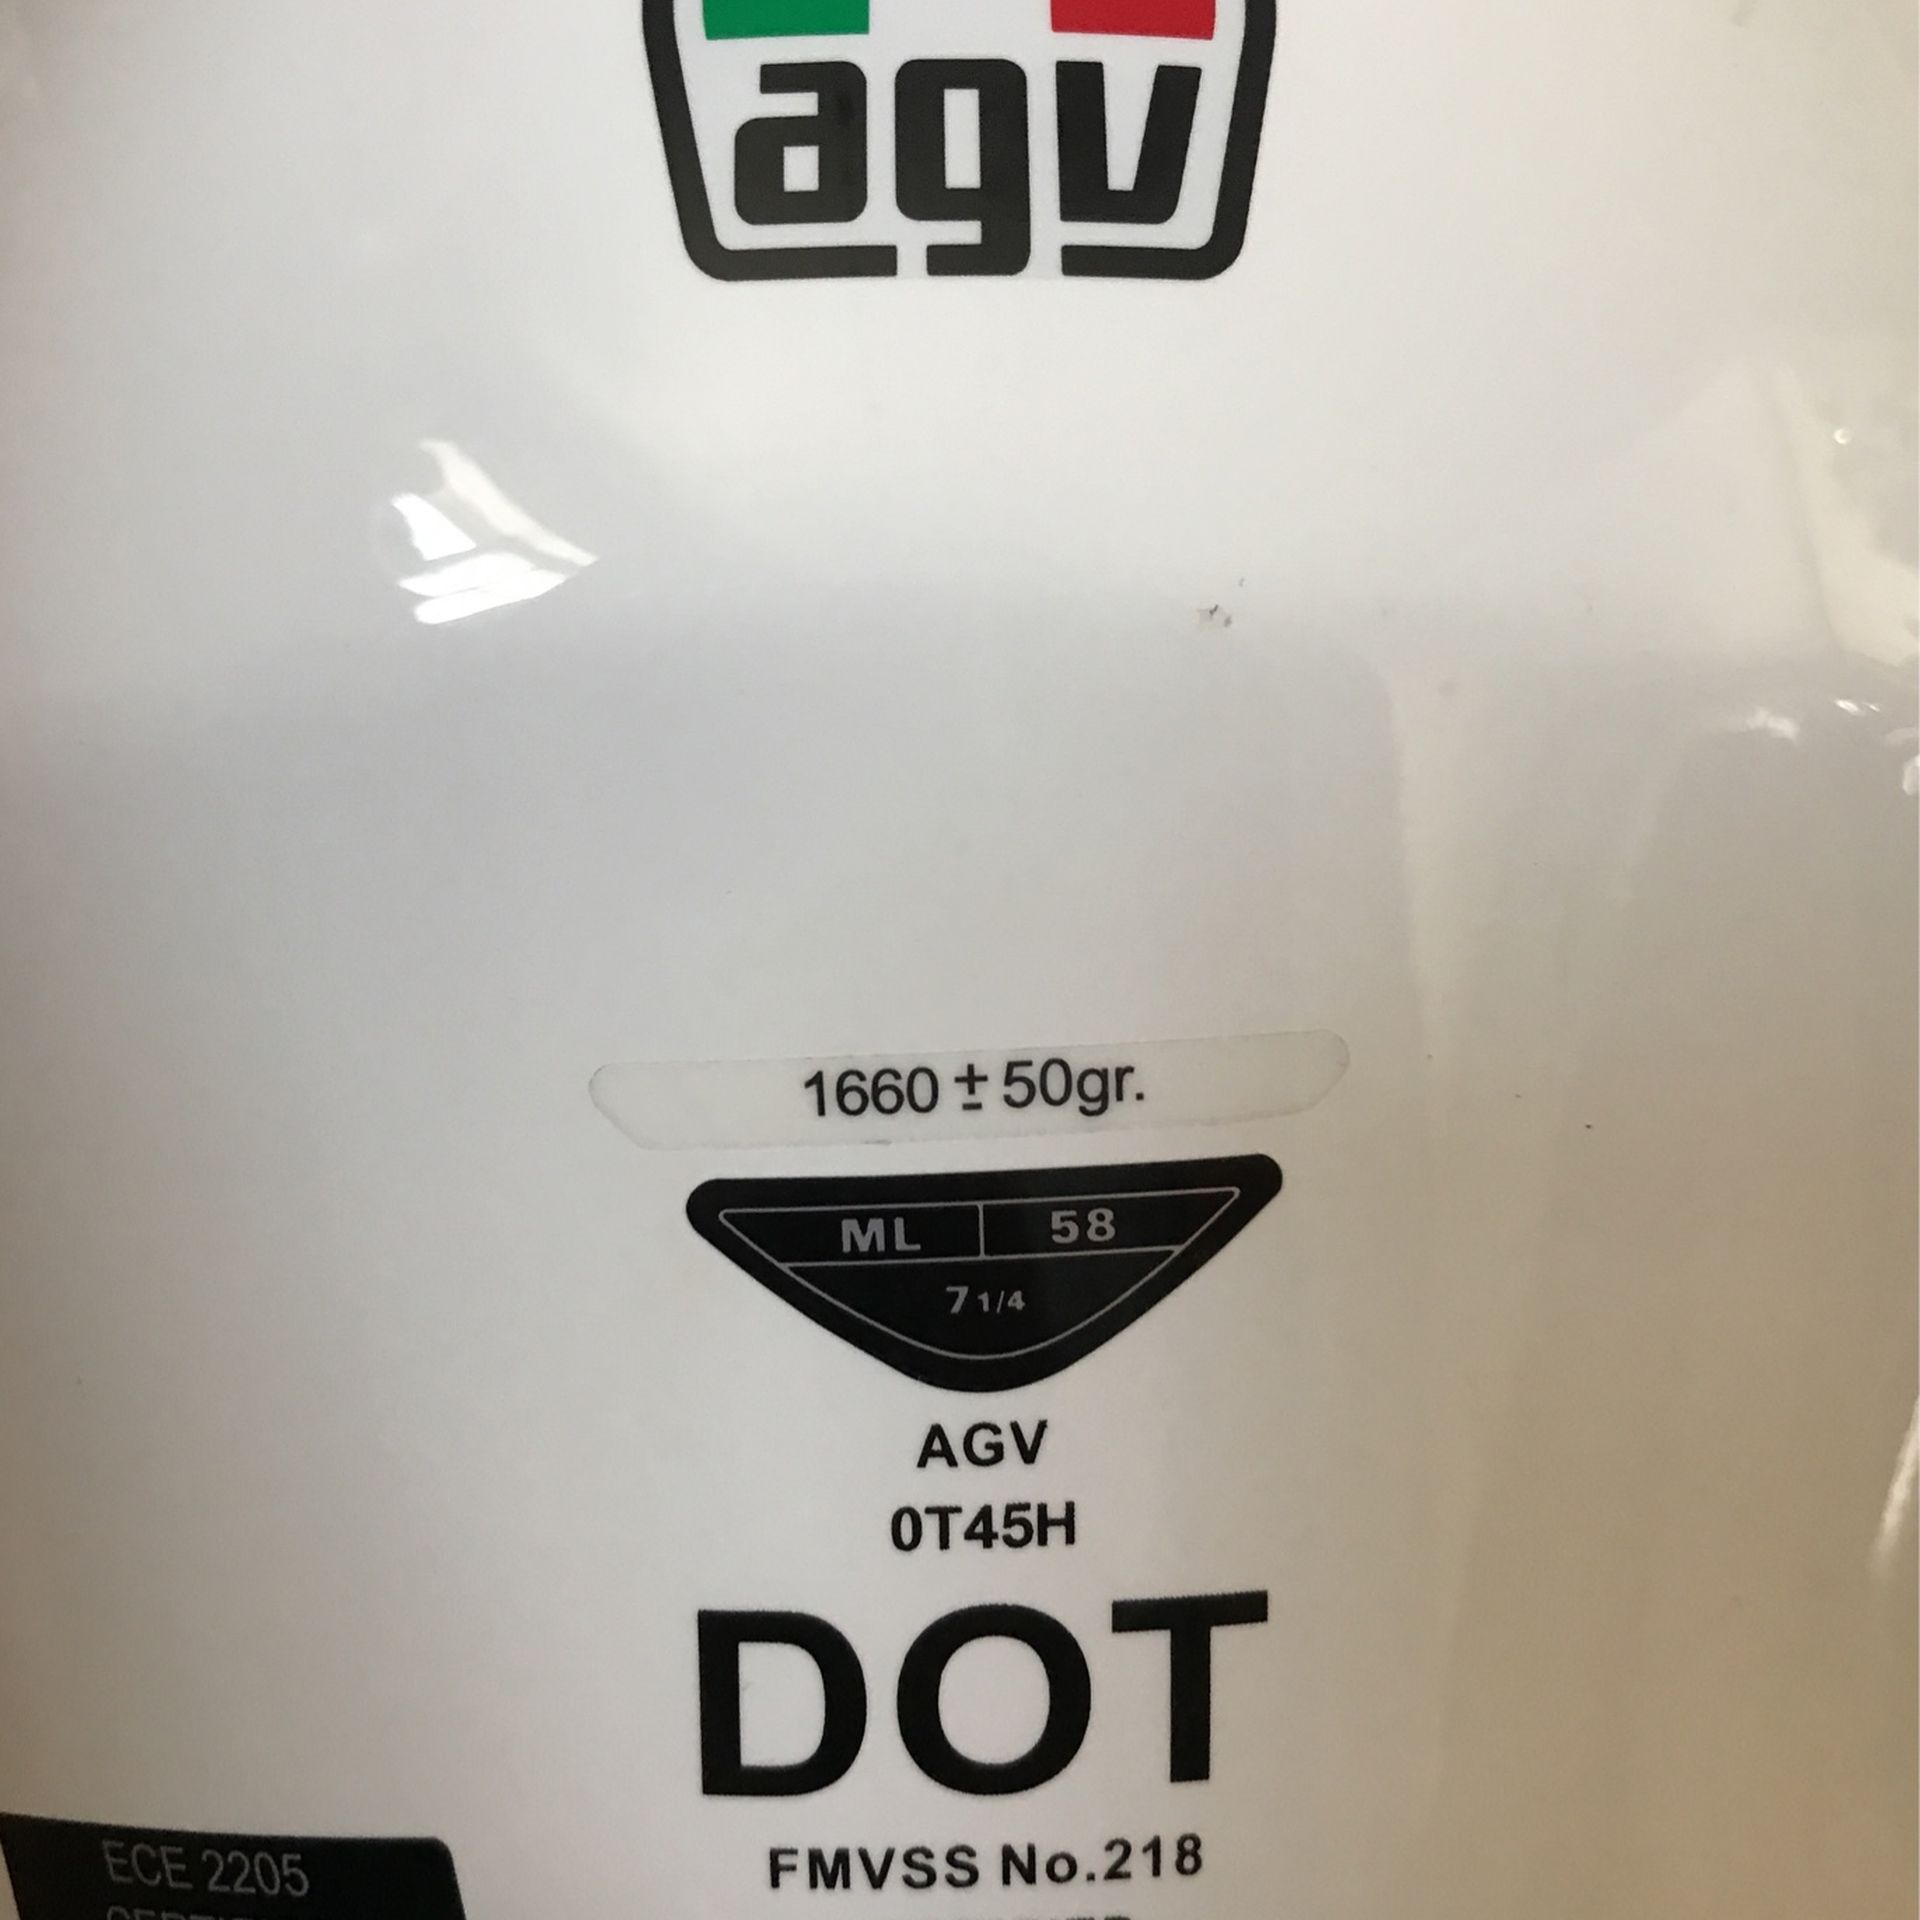 agv
1660 ± 50gr.
ML 58
7 1/4
AGV
0T45H
DOT
FMVSS No.218
ECE 2205